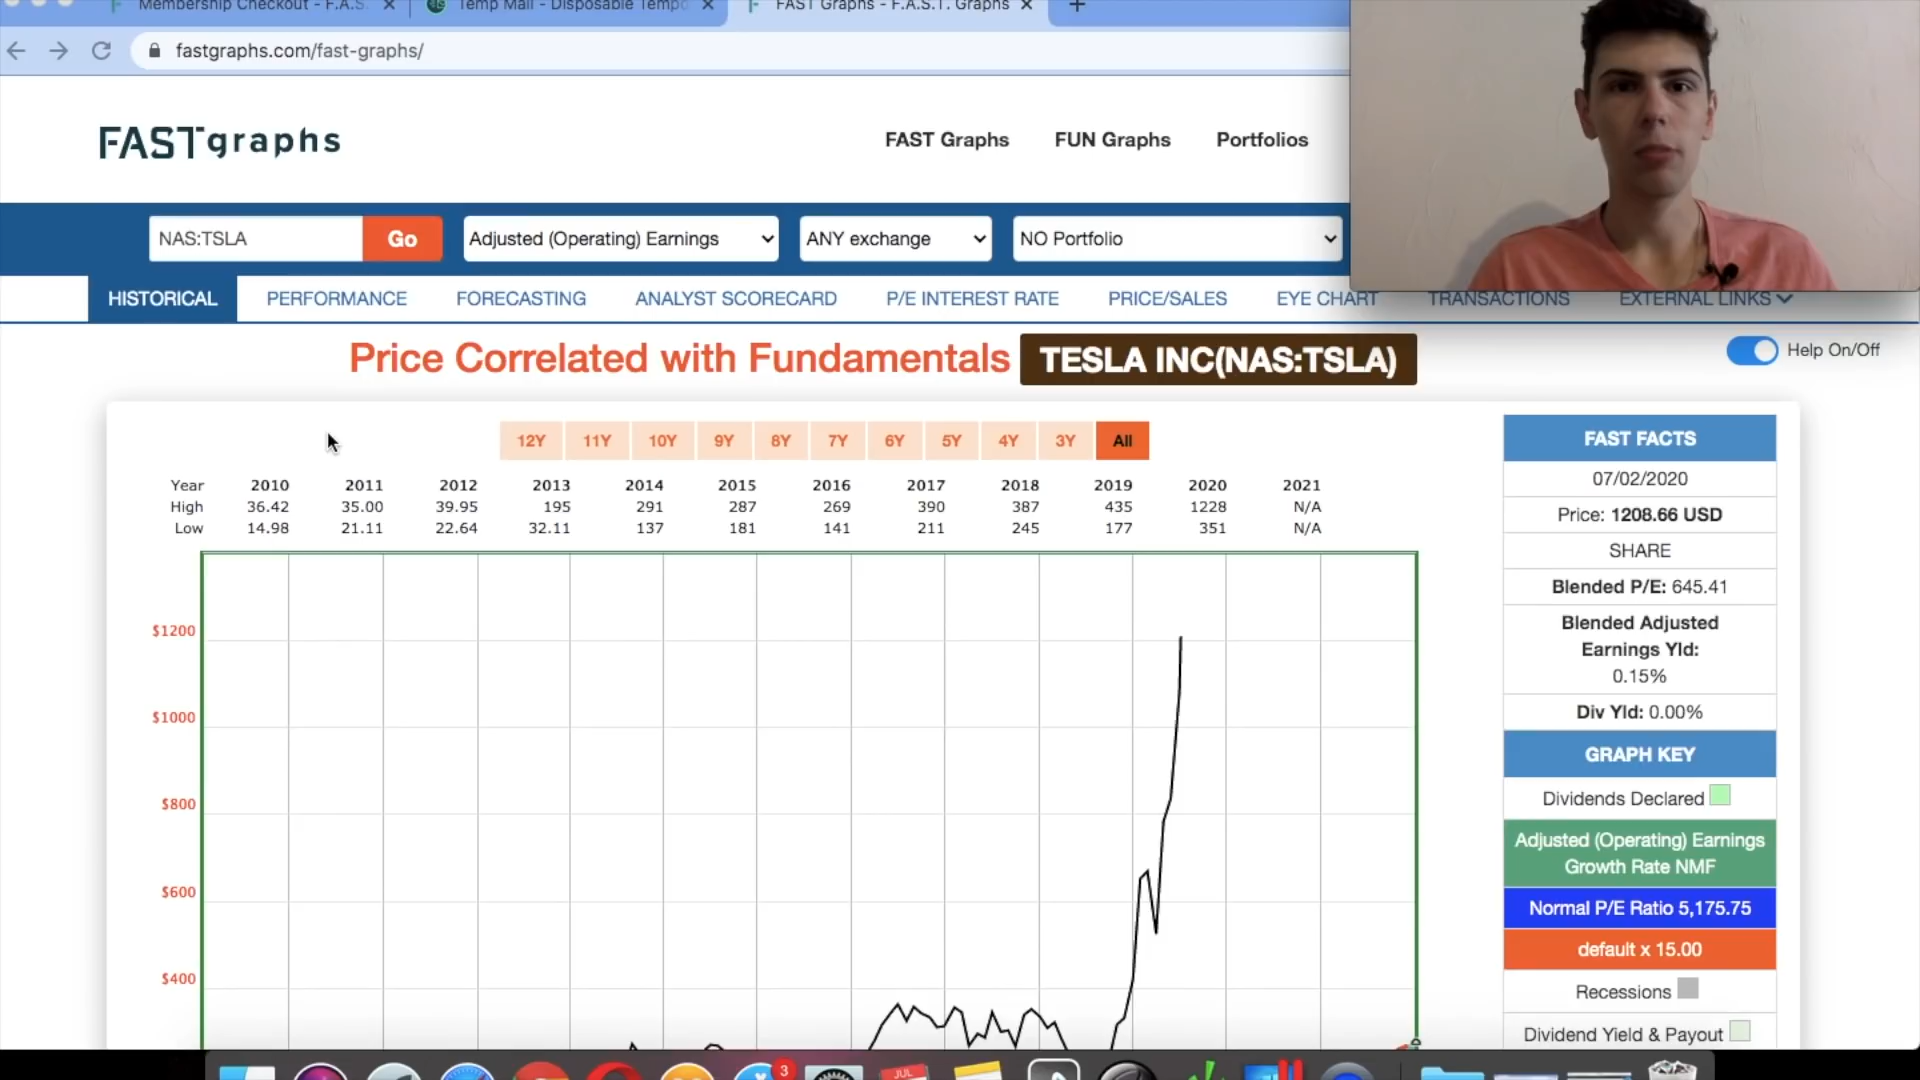 Membership Checkout - F.A.S.
Temp Mail - Disposable Tempo
FAST Graphs - F.A.S.T. Graphs
fastgraphs.com/fast-graphs/
FASTgraphs
FAST Graphs
FUN Graphs
Portfolios
NAS:TSLA
Go
Adjusted (Operating) Earnings
ANY exchange
NO Portfolio
HISTORICAL
PERFORMANCE
FORECASTING
ANALYST SCORECARD
P/E INTEREST RATE
PRICE/SALES
EYE CHART
TRANSACTIONS
EXTERNAL LINKS
Price Correlated with Fundamentals TESLA INC(NAS:TSLA)
Help On/Off
12Y 11Y 10Y 9Y 8Y 7Y 6Y 5Y 4Y 3Y All
Year 2010 2011 2012 2013 2014 2015 2016 2017 2018 2019 2020 2021
High 36.42 35.00 39.95 195 291 287 269 390 387 435 1228 N/A
Low 14.98 21.11 22.64 32.11 137 181 141 211 245 177 351 N/A
$1200
$1000
$800
$600
$400
FAST FACTS
07/02/2020
Price: 1208.66 USD
SHARE
Blended P/E: 645.41
Blended Adjusted
Earnings Yld:
0.15%
Div Yld: 0.00%
GRAPH KEY
Dividends Declared
Adjusted (Operating) Earnings
Growth Rate NMF
Normal P/E Ratio 5,175.75
default x 15.00
Recessions
Dividend Yield & Payout
3
JUL